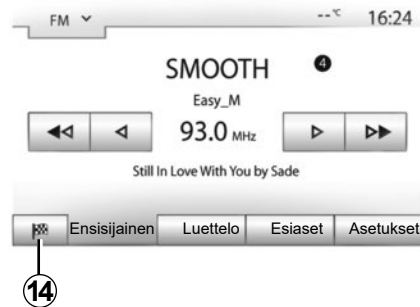 FM --°C 16:24
SMOOTH 4
Easy_M
93.0 MHz
Still In Love With You by Sade
Ensisijainen Luettelo Esiaset Asetukset
14